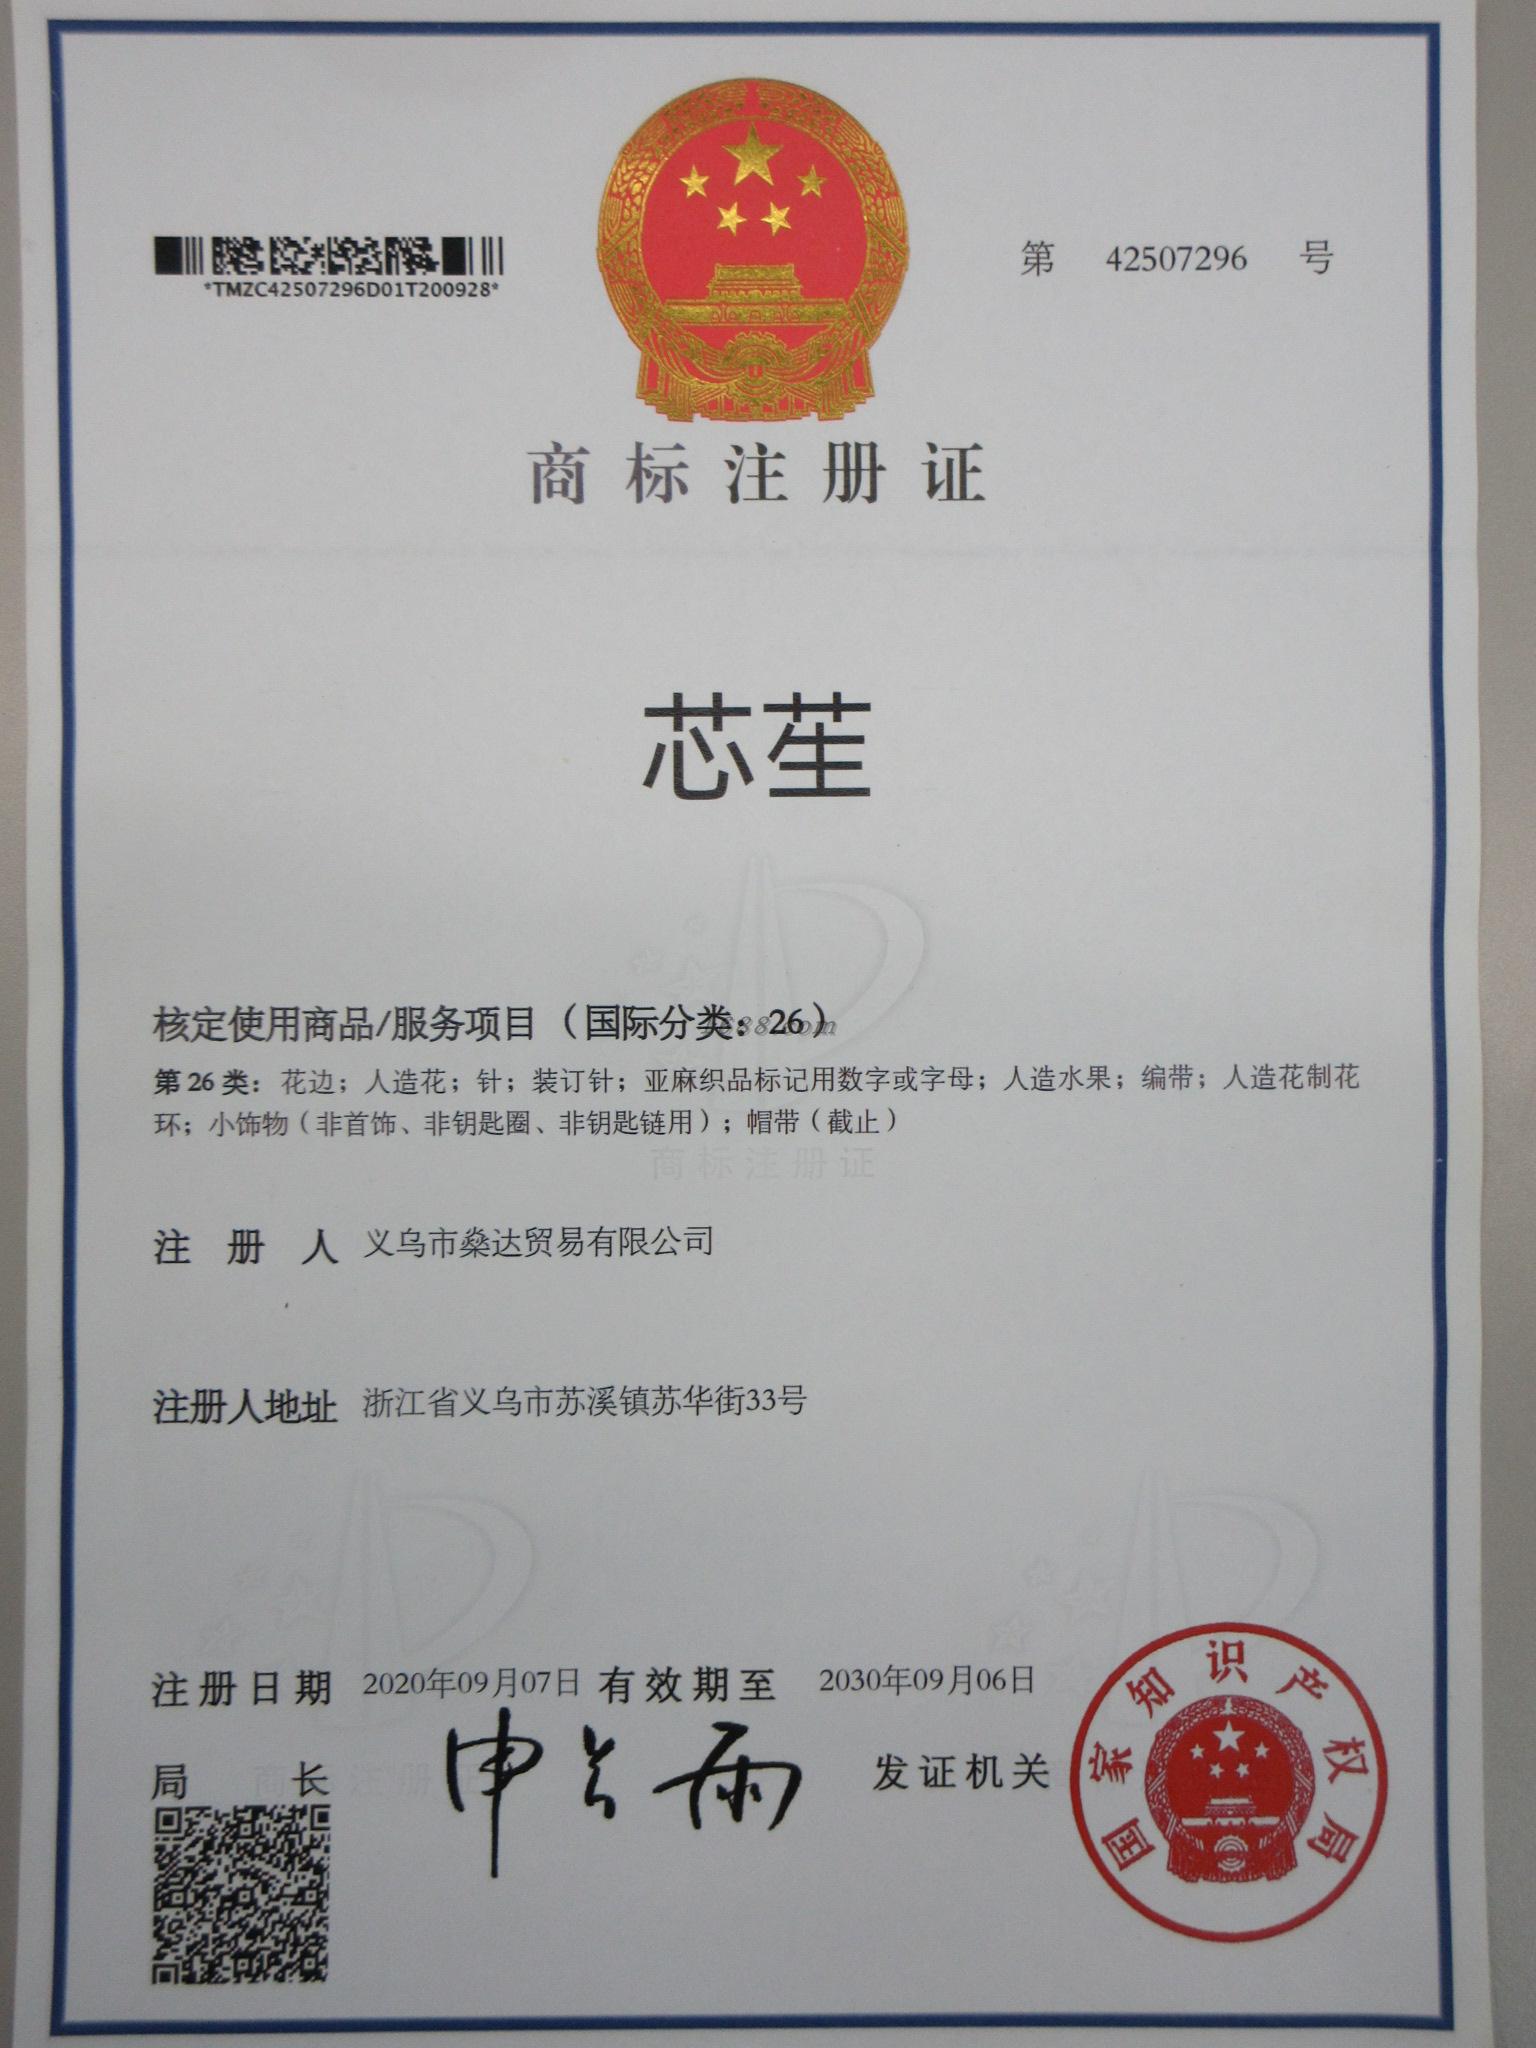 *TMZC42507296D01T200928*
第 42507296 号
商标注册证
芯苼
核定使用商品/服务项目（国际分类：26）
1688.com
第 26 类：花边；人造花；针；装订针；亚麻织品标记用数字或字母；人造水果；编带；人造花制花
环；小饰物（非首饰、非钥匙圈、非钥匙链用）；帽带（截止）
商标注册证
注册人 义乌市燊达贸易有限公司
注册人地址 浙江省义乌市苏溪镇苏华街33号
注册日期 2020年09月07日 有效期至 2030年09月06日
局长 申长雨 发证机关
国家知识产权局